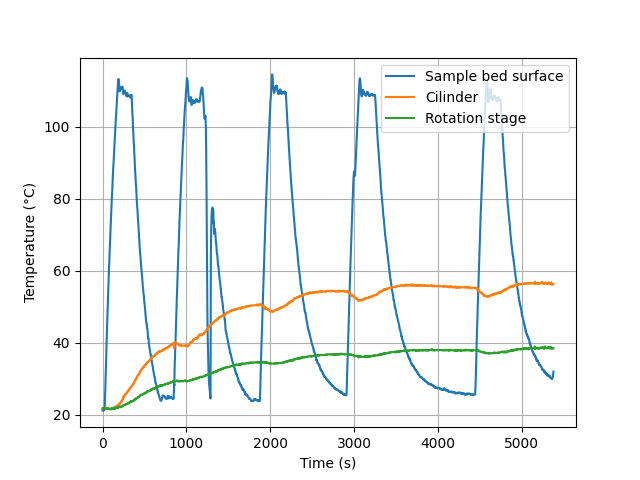 Sample bed surface
Cilinder
Rotation stage
100
80
60
40
20
Temperature (°C)
0 1000 2000 3000 4000 5000
Time (s)